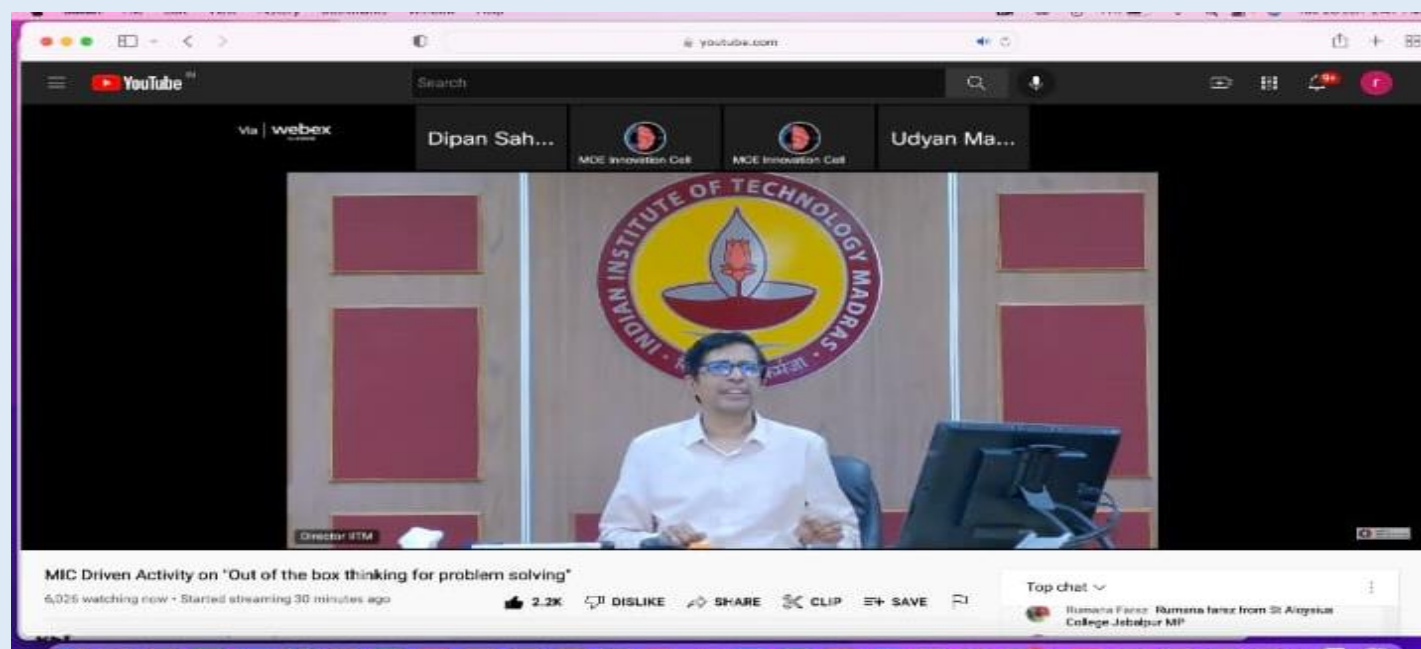 youtube.com
YouTube IN
Search
9+
r
Via | webex
Dipan Sah...
MOE Innovation Cell
MOE Innovation Cell
Udyan Ma...
INDIAN INSTITUTE OF TECHNOLOGY MADRAS
Director IITM
MIC Driven Activity on "Out of the box thinking for problem solving"
6,026 watching now • Started streaming 30 minutes ago
2.2K
DISLIKE
SHARE
CLIP
SAVE
Top chat
Rumana Faraz Rumana faraz from St Aloysius
College Jabalpur MP